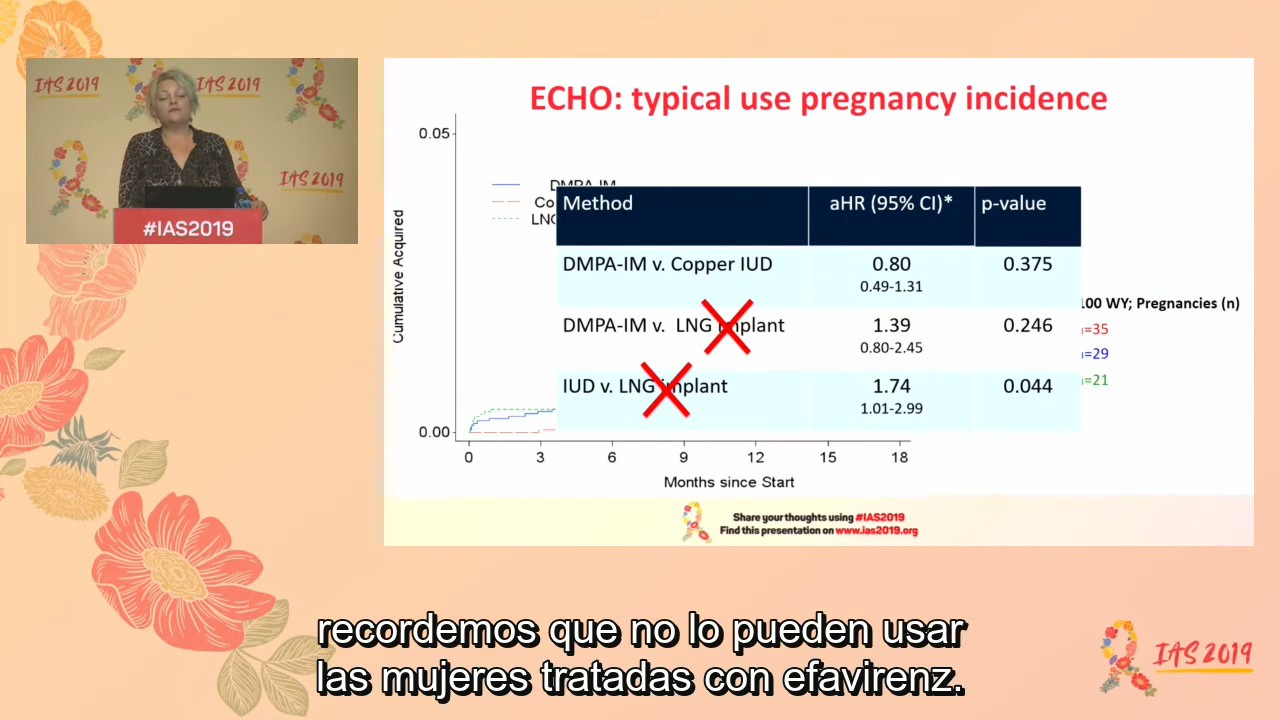 IAS 2019
IAS 2019
IAS 2019
#IAS2019
ECHO: typical use pregnancy incidence
0.05
DMPA-IM
Co
LNG
Cumulative Acquired
Method aHR (95% CI)* p-value
DMPA-IM v. Copper IUD 0.80 0.375
0.49-1.31
100 WY; Pregnancies (n)
DMPA-IM v. LNG implant 1.39 0.246
=35
0.80-2.45
=29
IUD v. LNG implant 1.74 0.044
=21
1.01-2.99
0.00
0 3 6 9 12 15 18
Months since Start
Share your thoughts using #IAS2019
Find this presentation on www.ias2019.org
recordemos que no lo pueden usar
las mujeres tratadas con efavirenz.
IAS 2019